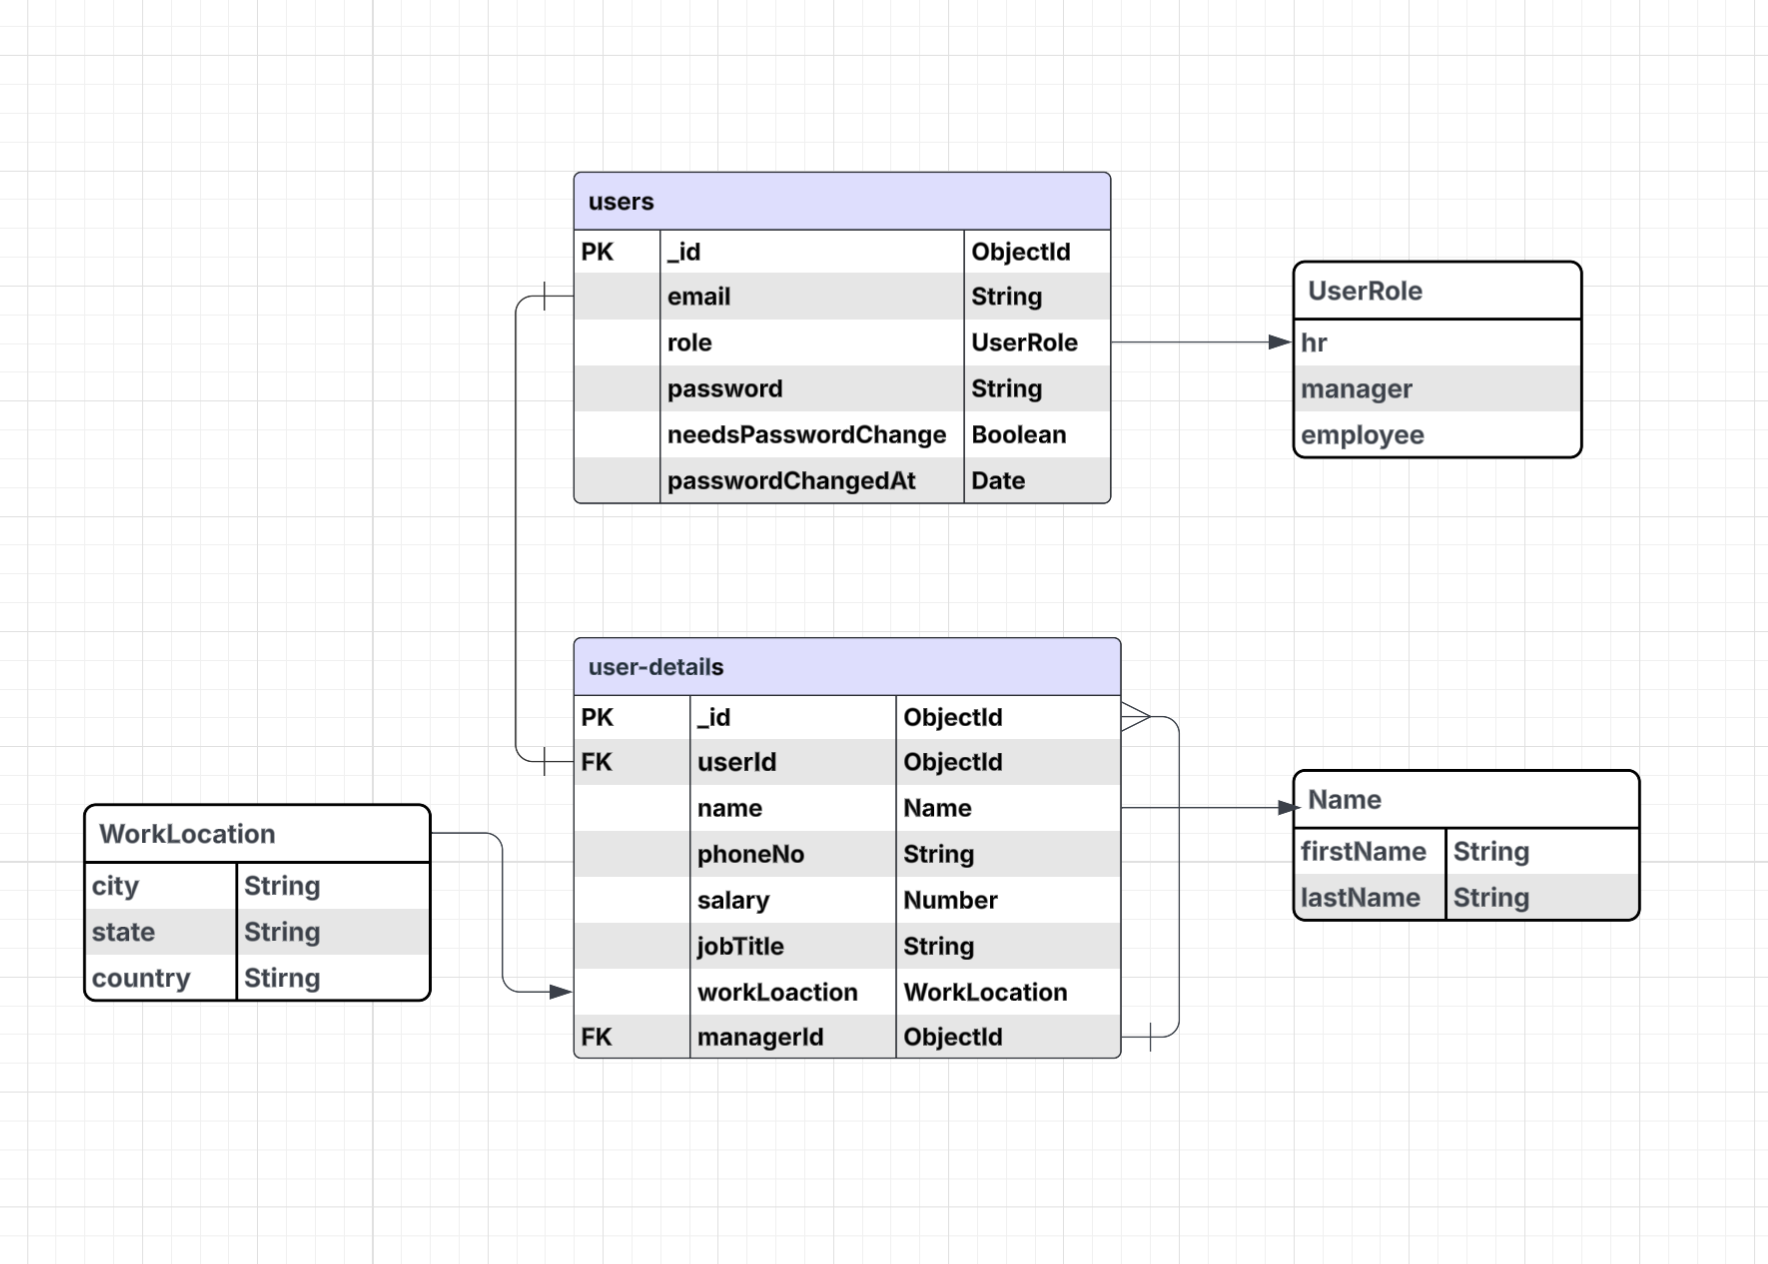 users
PK _id ObjectId
email String
role UserRole
password String
needsPasswordChange Boolean
passwordChangedAt Date
UserRole
hr
manager
employee
user-details
PK _id ObjectId
FK userId ObjectId
name Name
phoneNo String
salary Number
jobTitle String
workLoaction WorkLocation
FK managerId ObjectId
WorkLocation
city String
state String
country Stirng
Name
firstName String
lastName String